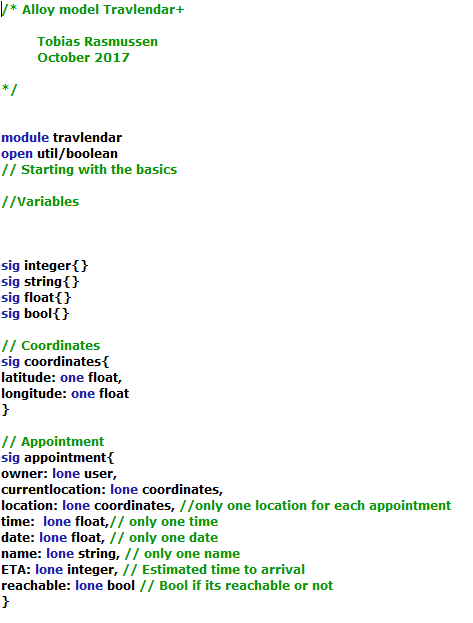 /* Alloy model Travlendar+
Tobias Rasmussen
October 2017
*/
module travlendar
open util/boolean
// Starting with the basics
//Variables
sig integer{}
sig string{}
sig float{}
sig bool{}
// Coordinates
sig coordinates{
latitude: one float,
longitude: one float
}
// Appointment
sig appointment{
owner: lone user,
currentlocation: lone coordinates,
location: lone coordinates, //only one location for each appointment
time:  lone float,// only one time
date: lone float, // only one date
name: lone string, // only one name
ETA: lone integer, // Estimated time to arrival
reachable: lone bool // Bool if its reachable or not
}